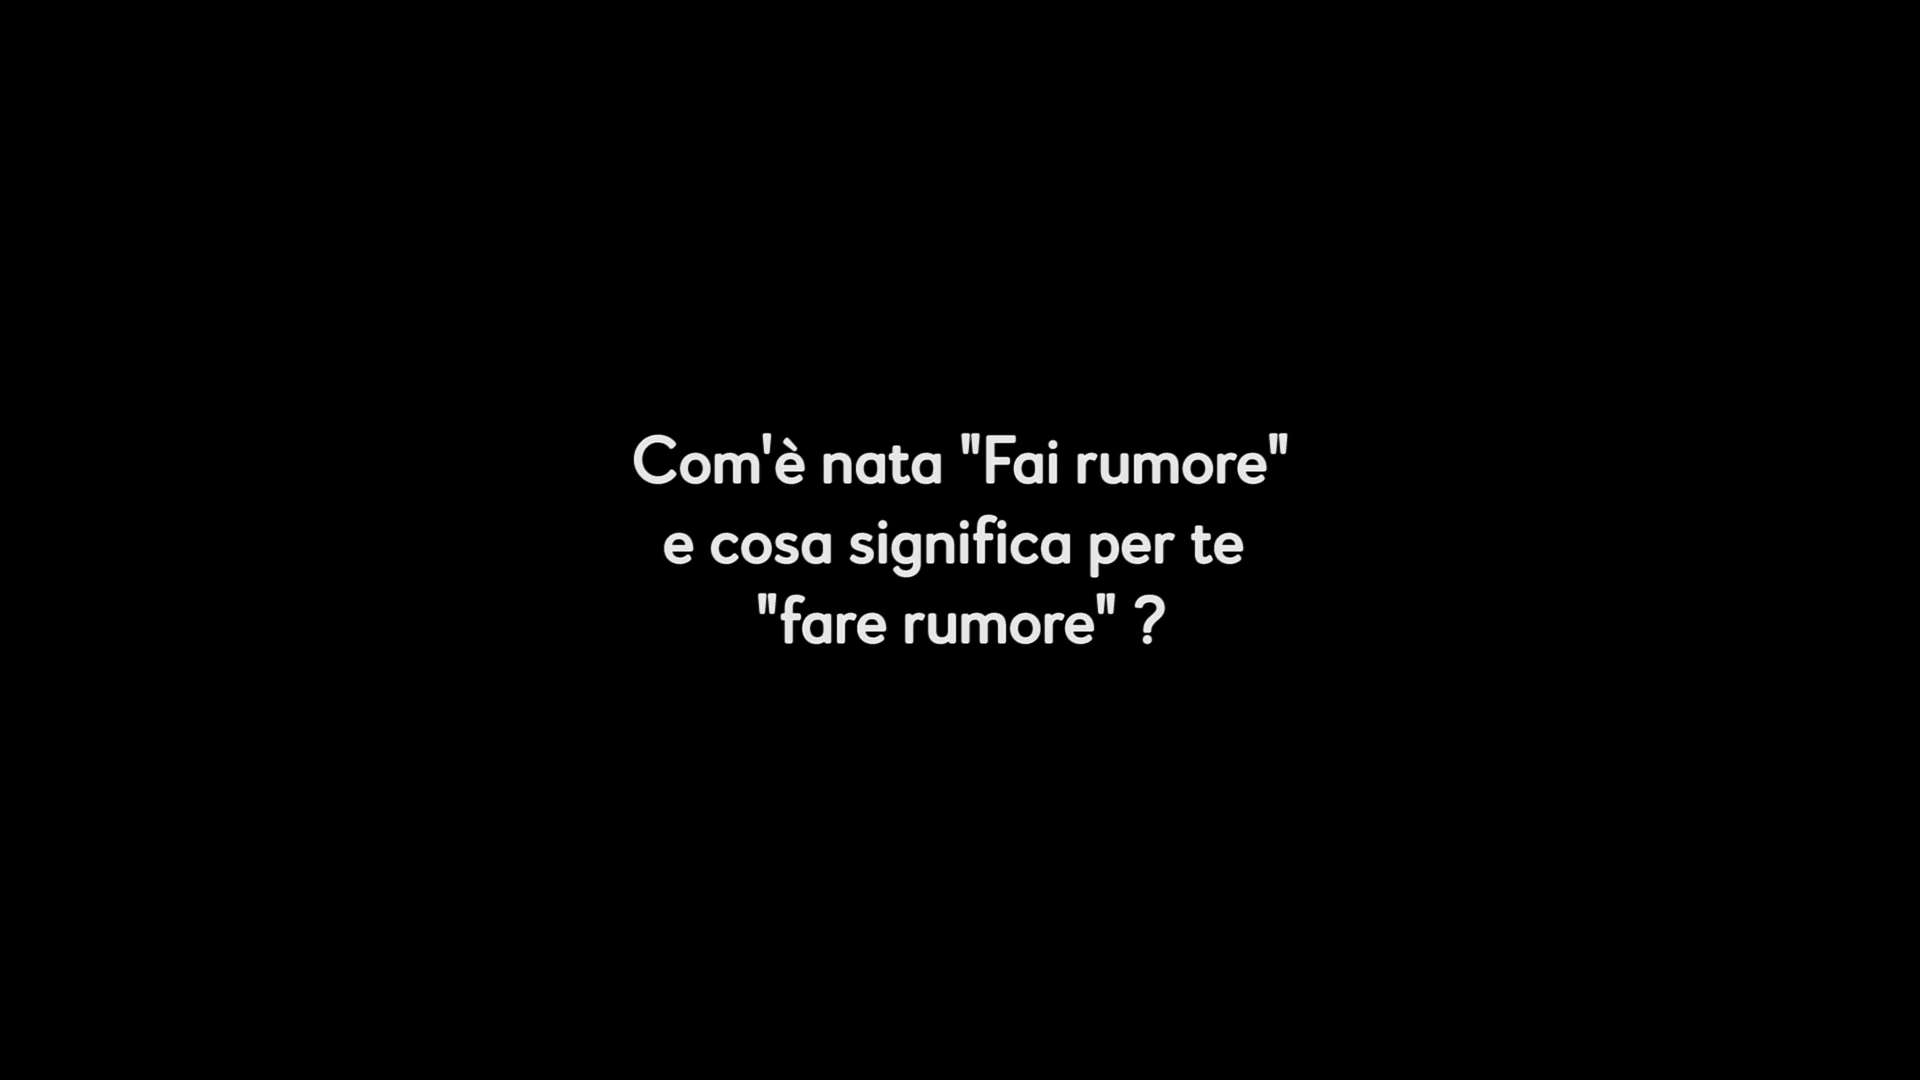 Com'è nata "Fai rumore"
e cosa significa per te
"fare rumore" ?